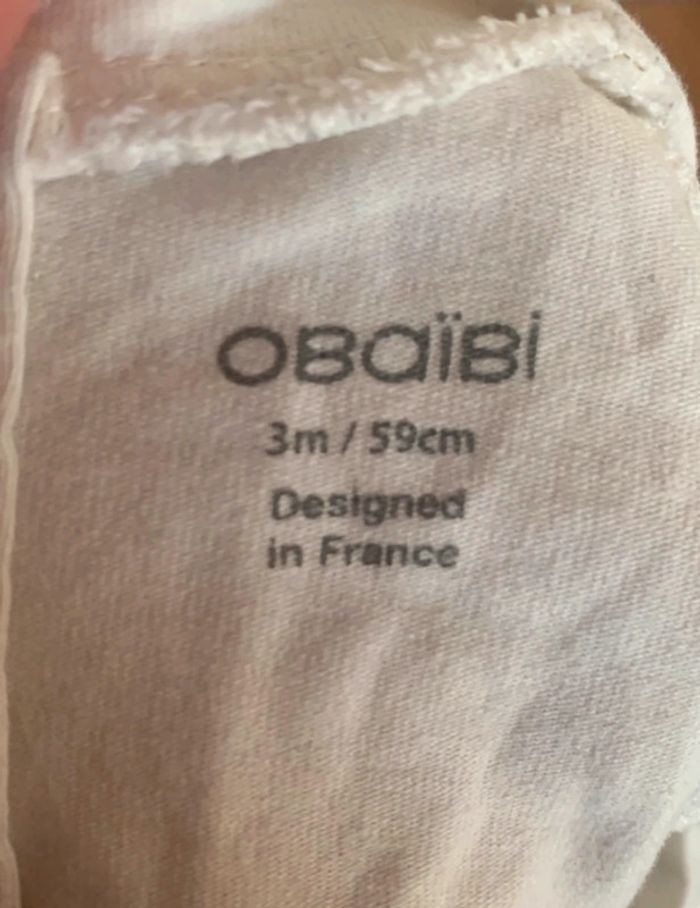 obaïbi
3m / 59cm
Designed
in France